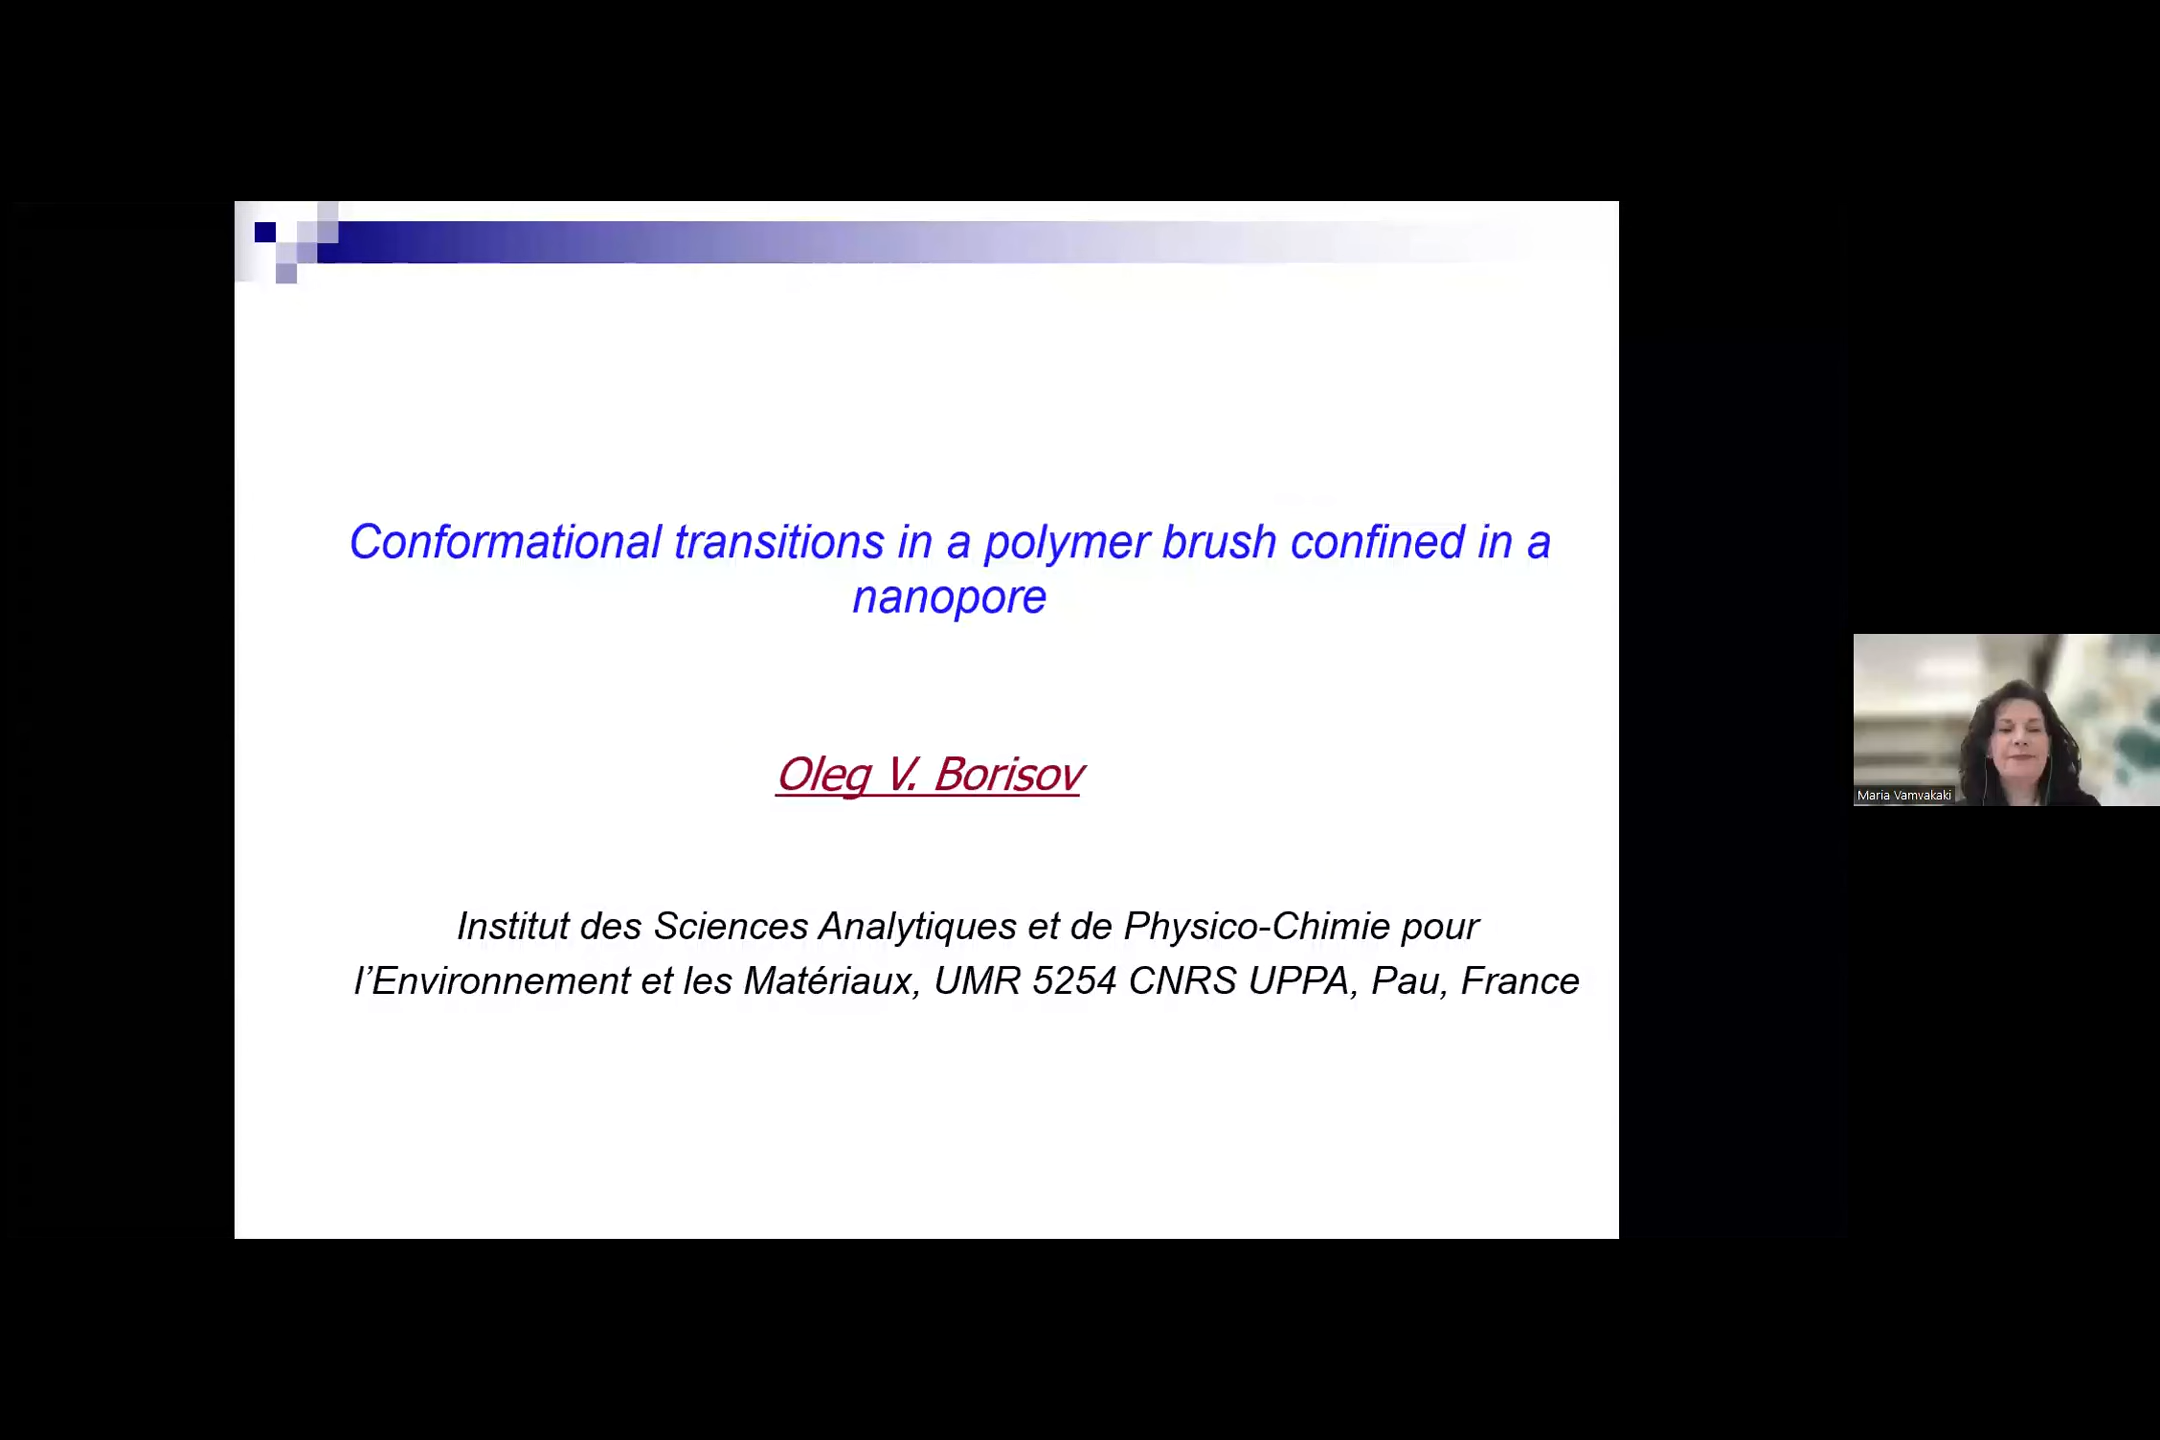 Conformational transitions in a polymer brush confined in a
nanopore
Oleg V. Borisov
Institut des Sciences Analytiques et de Physico-Chimie pour
l’Environnement et les Matériaux, UMR 5254 CNRS UPPA, Pau, France
Maria Vamvakaki